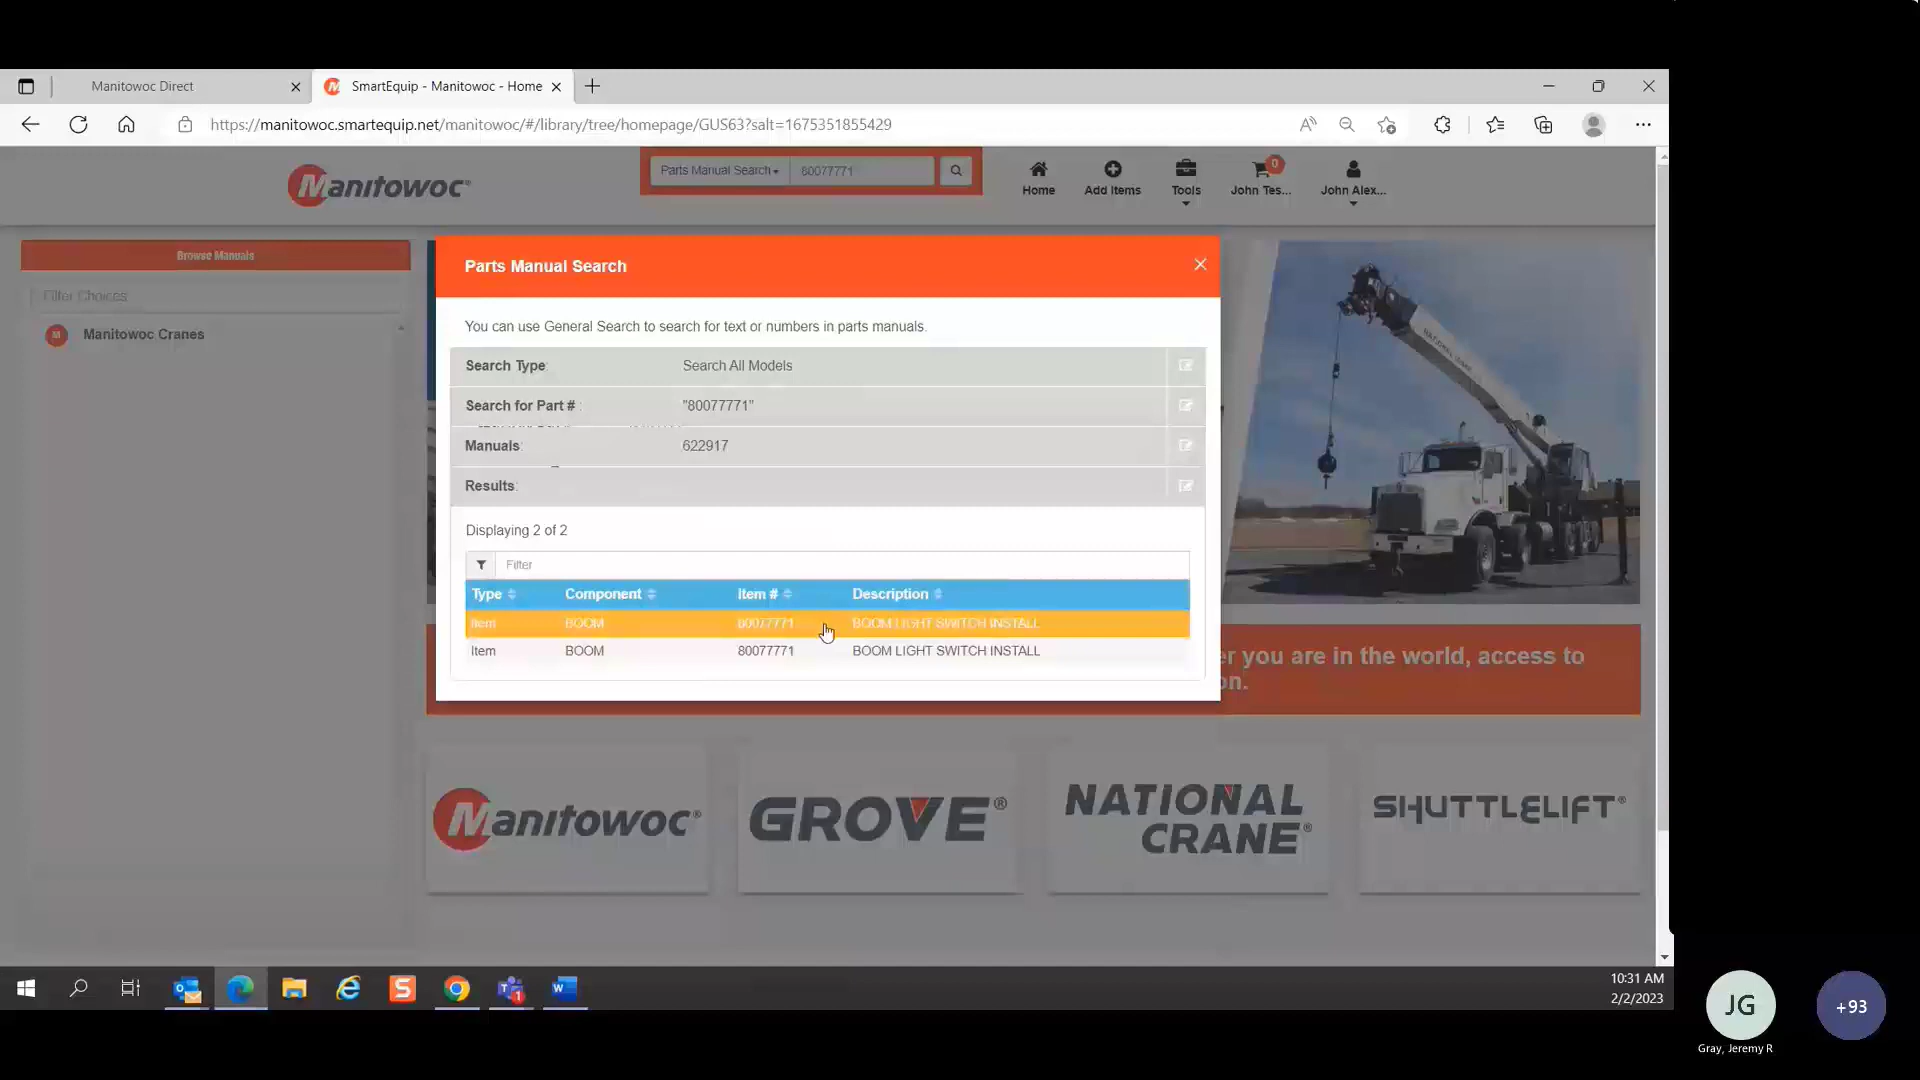 Manitowoc Direct
SmartEquip - Manitowoc - Home
https://manitowoc.smartequip.net/manitowoc/#/library/tree/homepage/GUS63?salt=1675351855429
Manitowoc®
Parts Manual Search
80077771
Home
Add Items
Tools
0
John Tes...
John Alex...
Browse Manuals
Filter Choices
M Manitowoc Cranes
Parts Manual Search
You can use General Search to search for text or numbers in parts manuals.
Search Type: Search All Models
Search for Part # : "80077771"
Manuals: 622917
Results:
Displaying 2 of 2
Filter
Type Component Item # Description
Item BOOM 80077771 BOOM LIGHT SWITCH INSTALL
Item BOOM 80077771 BOOM LIGHT SWITCH INSTALL
er you are in the world, access to
on.
Manitowoc®
GROVE®
NATIONAL
CRANE®
SHUTTLELIFT®
10:31 AM
2/2/2023
JG
+93
Gray, Jeremy R